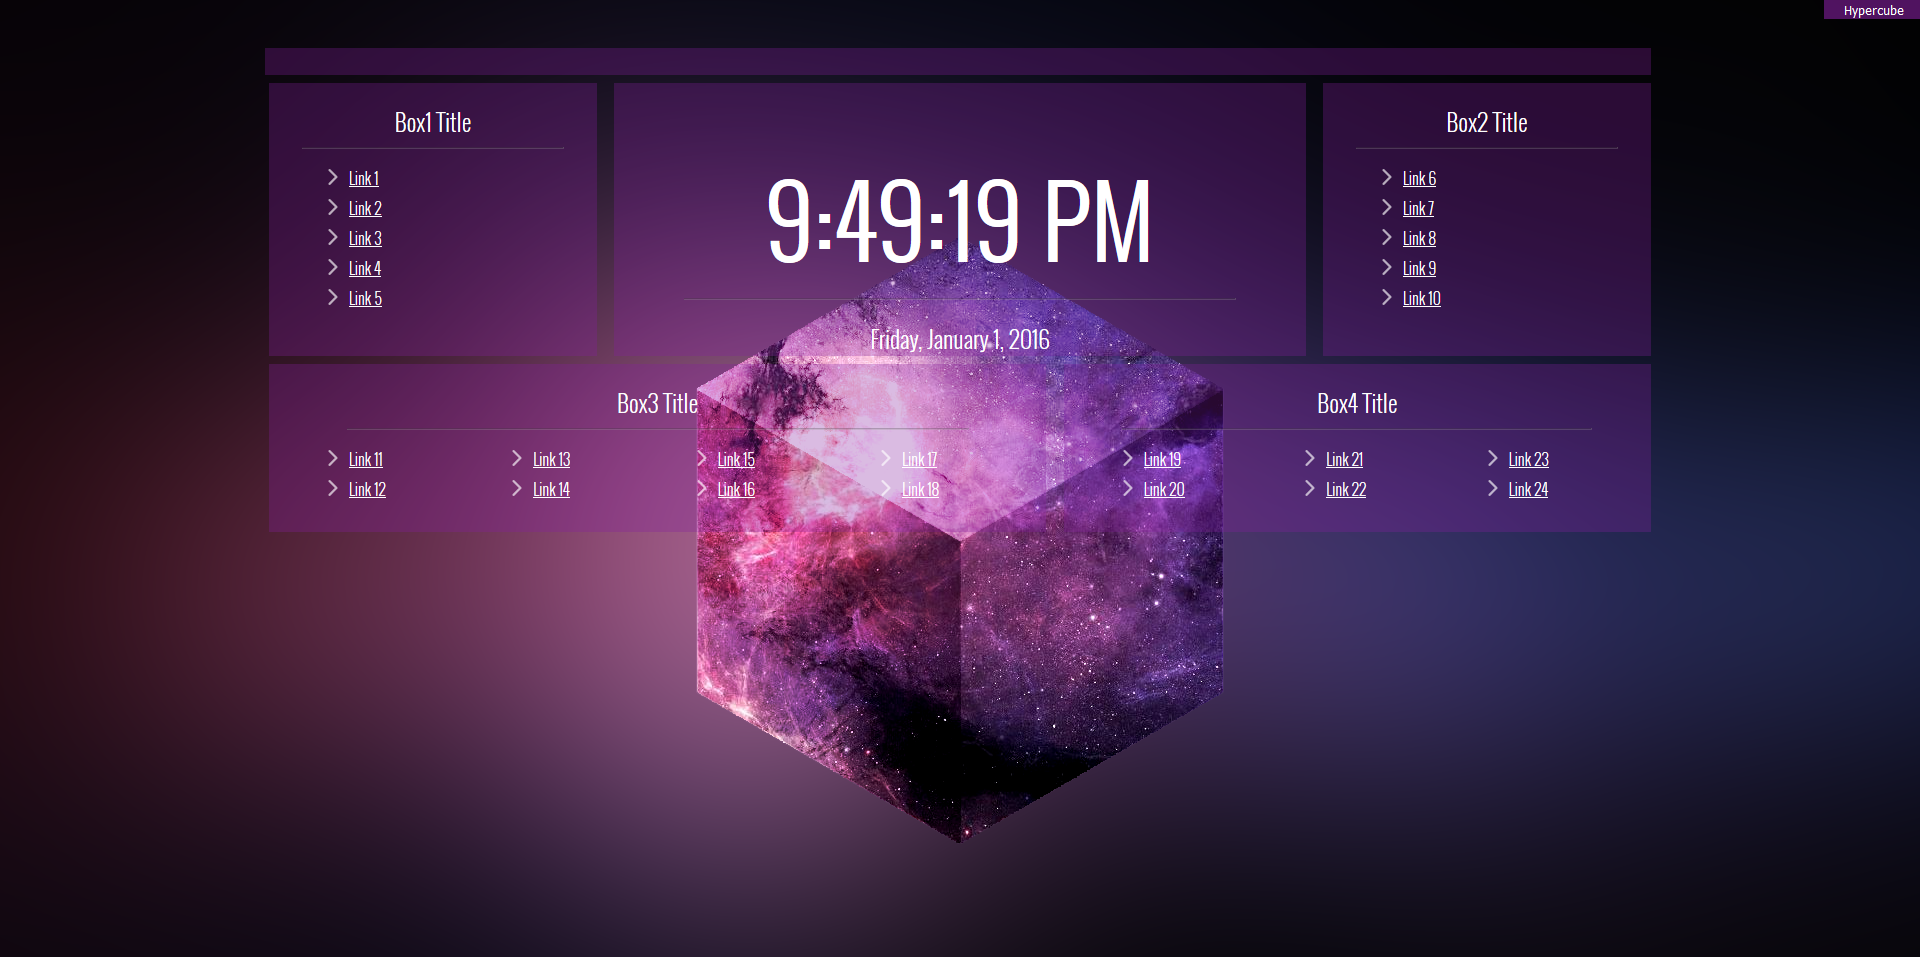 Hypercube
Box1 Title
Link 1
Link 2
Link 3
Link 4
Link 5
9:49:19 PM
Friday, January 1, 2016
Box2 Title
Link 6
Link 7
Link 8
Link 9
Link 10
Box3 Title
Link 11
Link 12
Link 13
Link 14
Link 15
Link 16
Link 17
Link 18
Box4 Title
Link 19
Link 20
Link 21
Link 22
Link 23
Link 24